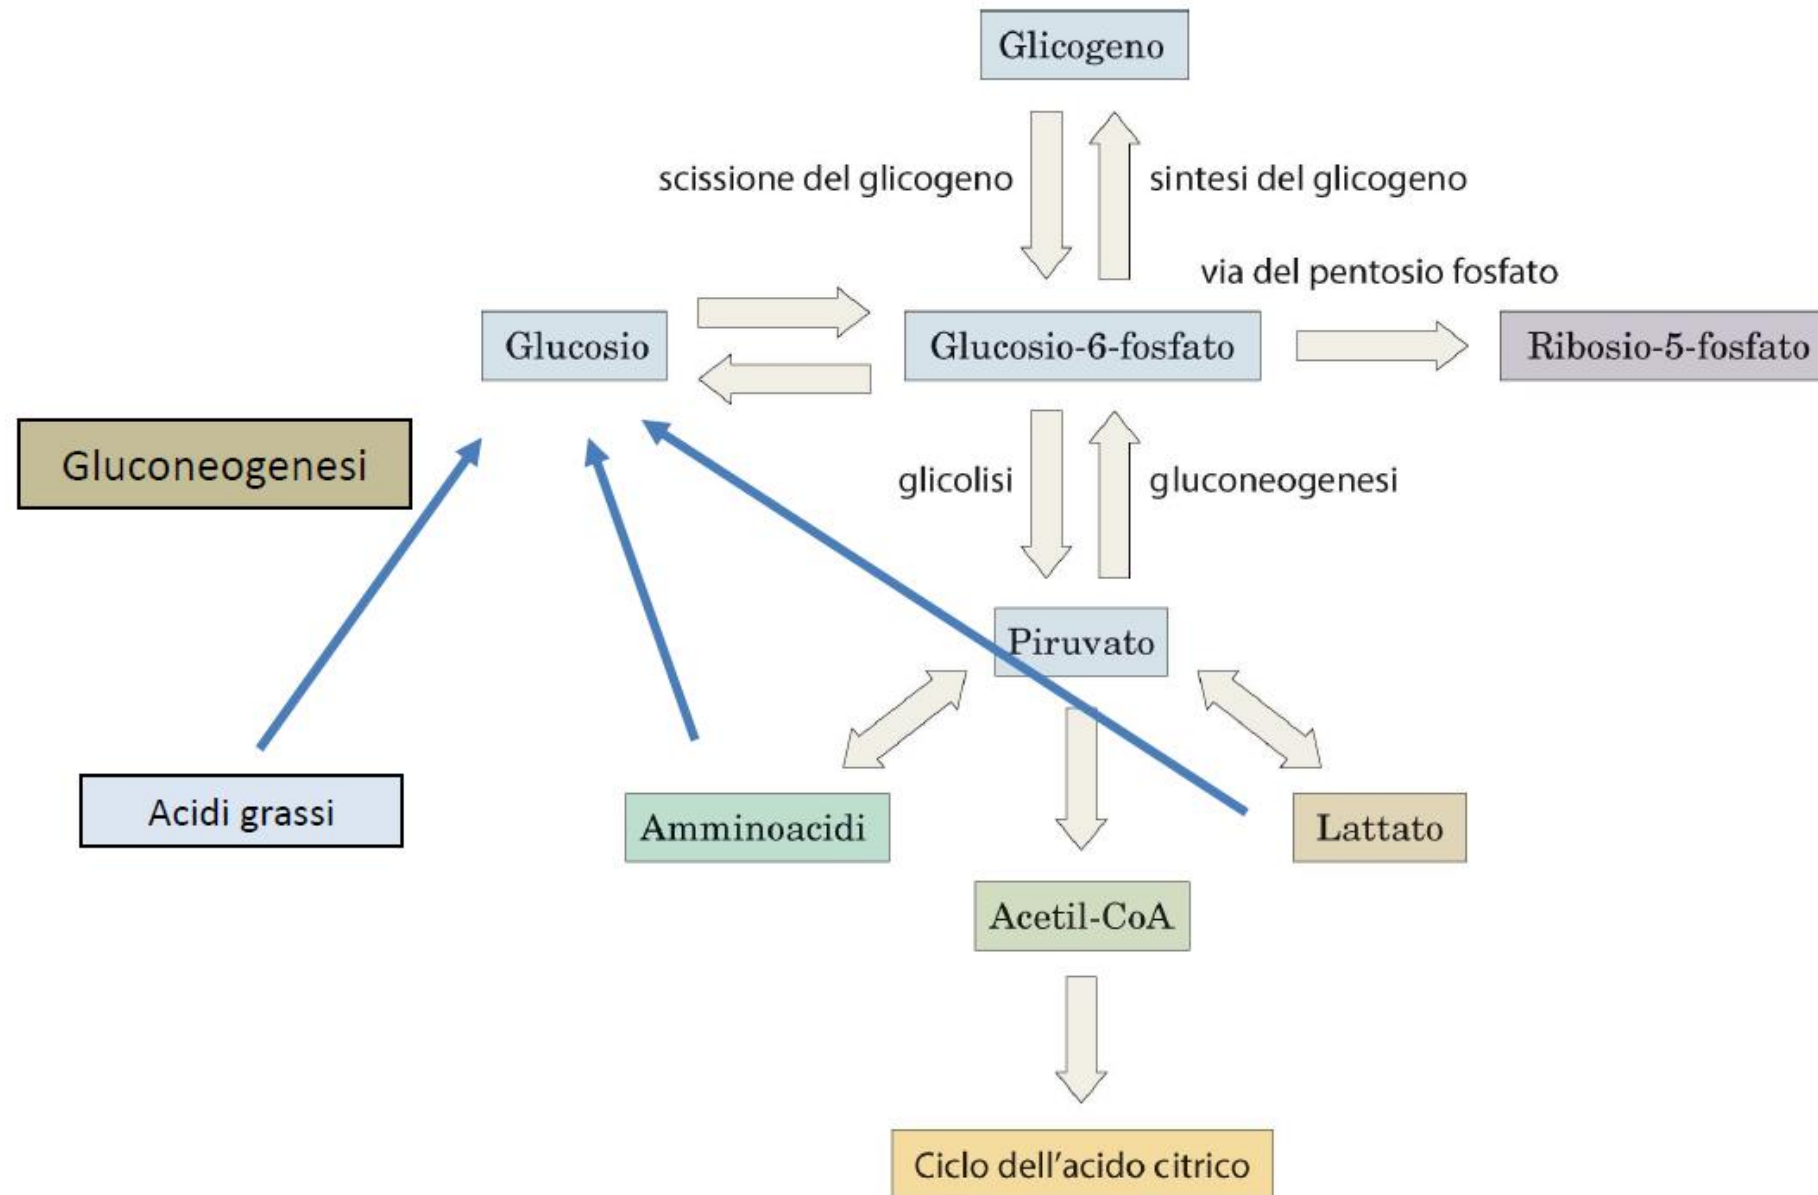 Glicogeno
scissione del glicogeno
sintesi del glicogeno
via del pentosio fosfato
Glucosio
Glucosio-6-fosfato
Ribosio-5-fosfato
Gluconeogenesi
glicolisi
gluconeogenesi
Piruvato
Acidi grassi
Amminoacidi
Lattato
Acetil-CoA
Ciclo dell'acido citrico